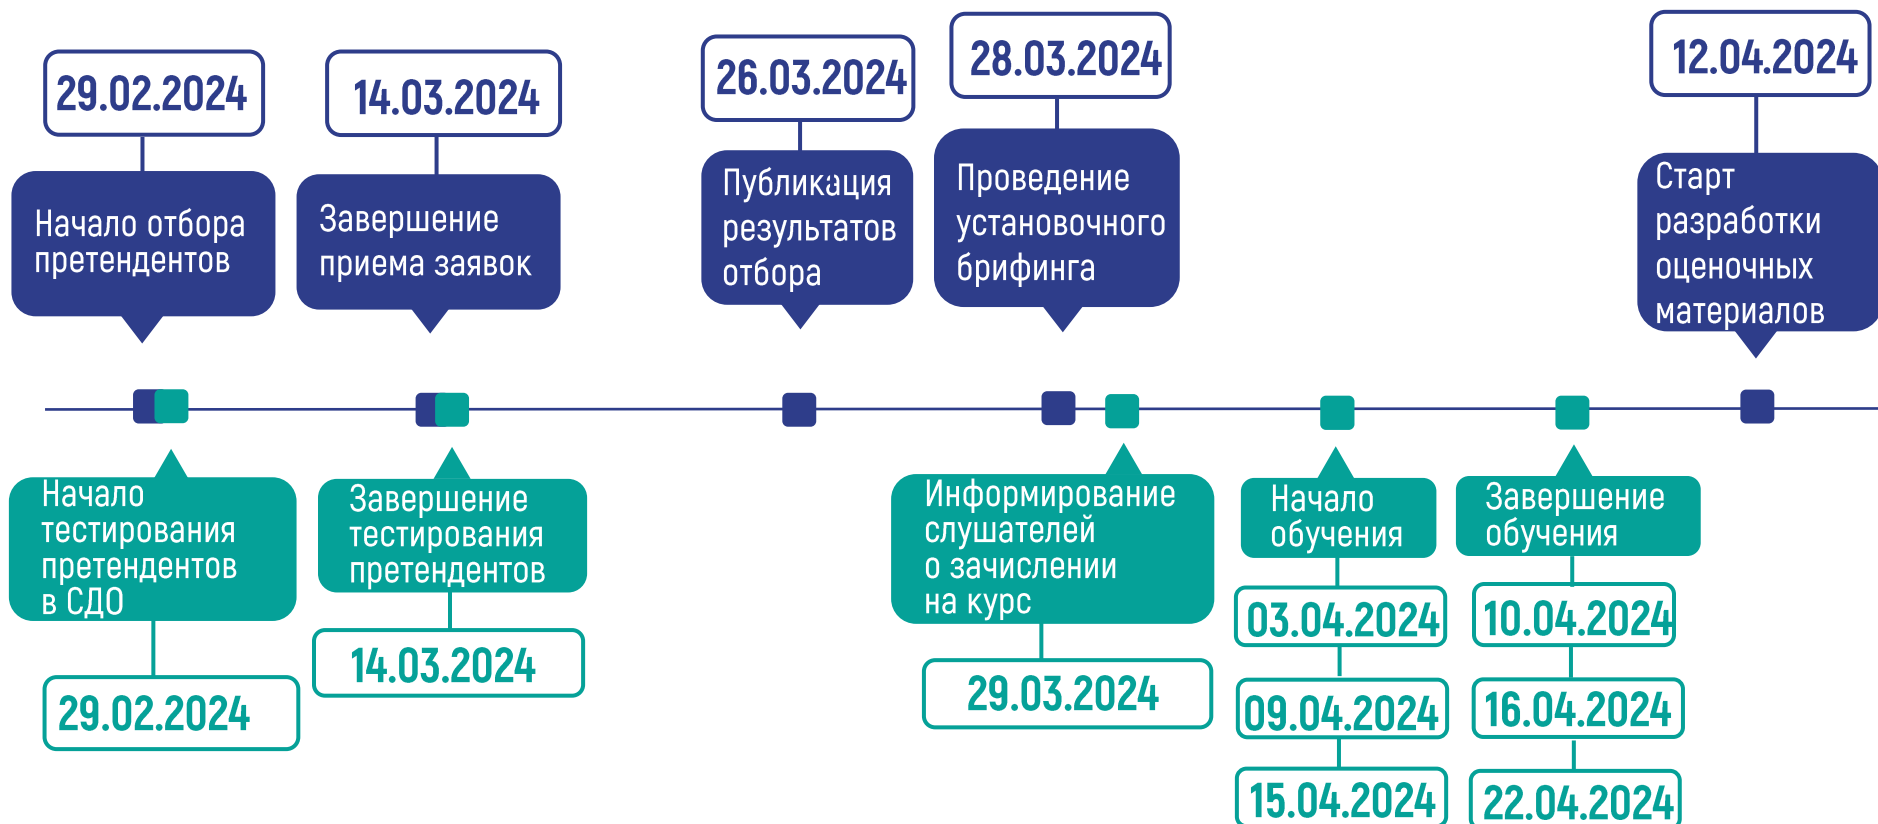 29.02.2024
Начало отбора
претендентов
14.03.2024
Завершение
приема заявок
26.03.2024
Публикация
результатов
отбора
28.03.2024
Проведение
установочного
брифинга
12.04.2024
Старт
разработки
оценочных
материалов
Начало
тестирования
претендентов
в СДО
29.02.2024
Завершение
тестирования
претендентов
14.03.2024
Информирование
слушателей
о зачислении
на курс
29.03.2024
Начало
обучения
03.04.2024
09.04.2024
15.04.2024
Завершение
обучения
10.04.2024
16.04.2024
22.04.2024